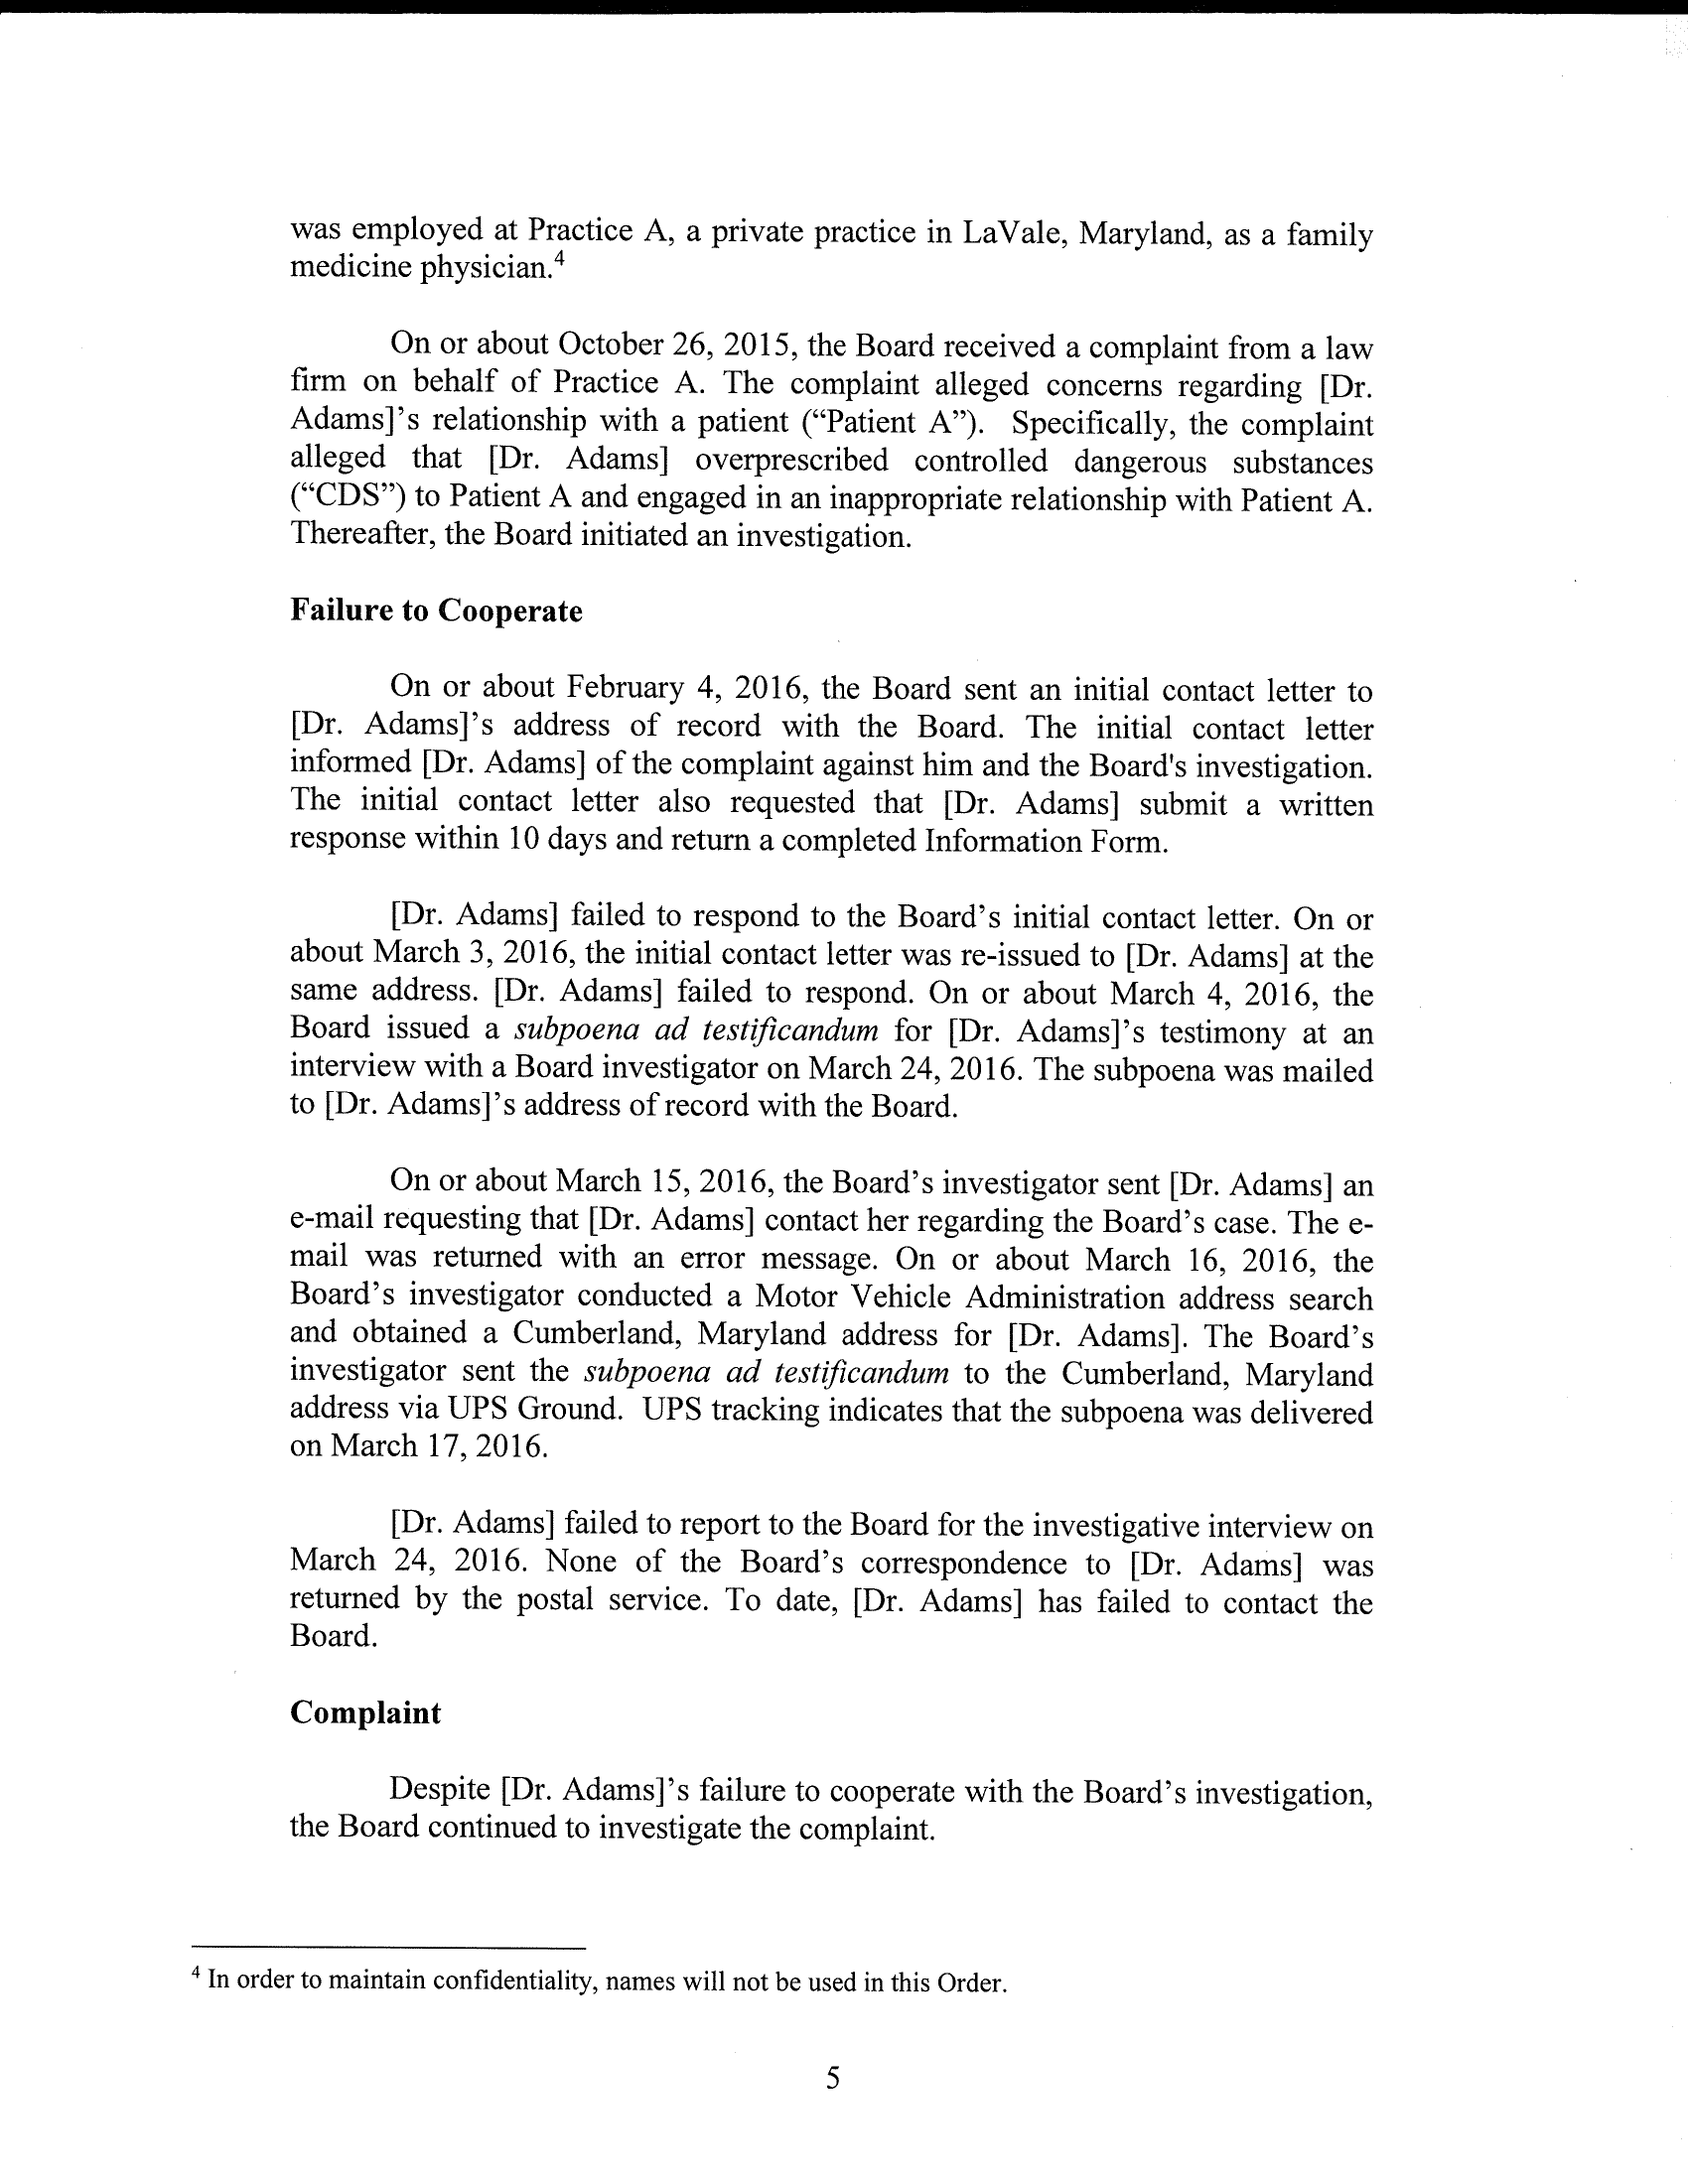 was employed at Practice A, a private practice in LaVale, Maryland, as a family
medicine physician.4
On or about October 26, 2015, the Board received a complaint from a law
firm on behalf of Practice A. The complaint alleged concerns regarding [Dr.
Adams]’s relationship with a patient (“Patient A”). Specifically, the complaint
alleged that [Dr. Adams] overprescribed controlled dangerous substances
(“CDS”) to Patient A and engaged in an inappropriate relationship with Patient A.
Thereafter, the Board initiated an investigation.
Failure to Cooperate
On or about February 4, 2016, the Board sent an initial contact letter to
[Dr. Adams]’s address of record with the Board. The initial contact letter
informed [Dr. Adams] of the complaint against him and the Board's investigation.
The initial contact letter also requested that [Dr. Adams] submit a written
response within 10 days and return a completed Information Form.
[Dr. Adams] failed to respond to the Board’s initial contact letter. On or
about March 3, 2016, the initial contact letter was re-issued to [Dr. Adams] at the
same address. [Dr. Adams] failed to respond. On or about March 4, 2016, the
Board issued a subpoena ad testificandum for [Dr. Adams]’s testimony at an
interview with a Board investigator on March 24, 2016. The subpoena was mailed
to [Dr. Adams]’s address of record with the Board.
On or about March 15, 2016, the Board’s investigator sent [Dr. Adams] an
e-mail requesting that [Dr. Adams] contact her regarding the Board’s case. The e-
mail was returned with an error message. On or about March 16, 2016, the
Board’s investigator conducted a Motor Vehicle Administration address search
and obtained a Cumberland, Maryland address for [Dr. Adams]. The Board’s
investigator sent the subpoena ad testificandum to the Cumberland, Maryland
address via UPS Ground. UPS tracking indicates that the subpoena was delivered
on March 17, 2016.
[Dr. Adams] failed to report to the Board for the investigative interview on
March 24, 2016. None of the Board’s correspondence to [Dr. Adams] was
returned by the postal service. To date, [Dr. Adams] has failed to contact the
Board.
Complaint
Despite [Dr. Adams]’s failure to cooperate with the Board’s investigation,
the Board continued to investigate the complaint.
4 In order to maintain confidentiality, names will not be used in this Order.
5